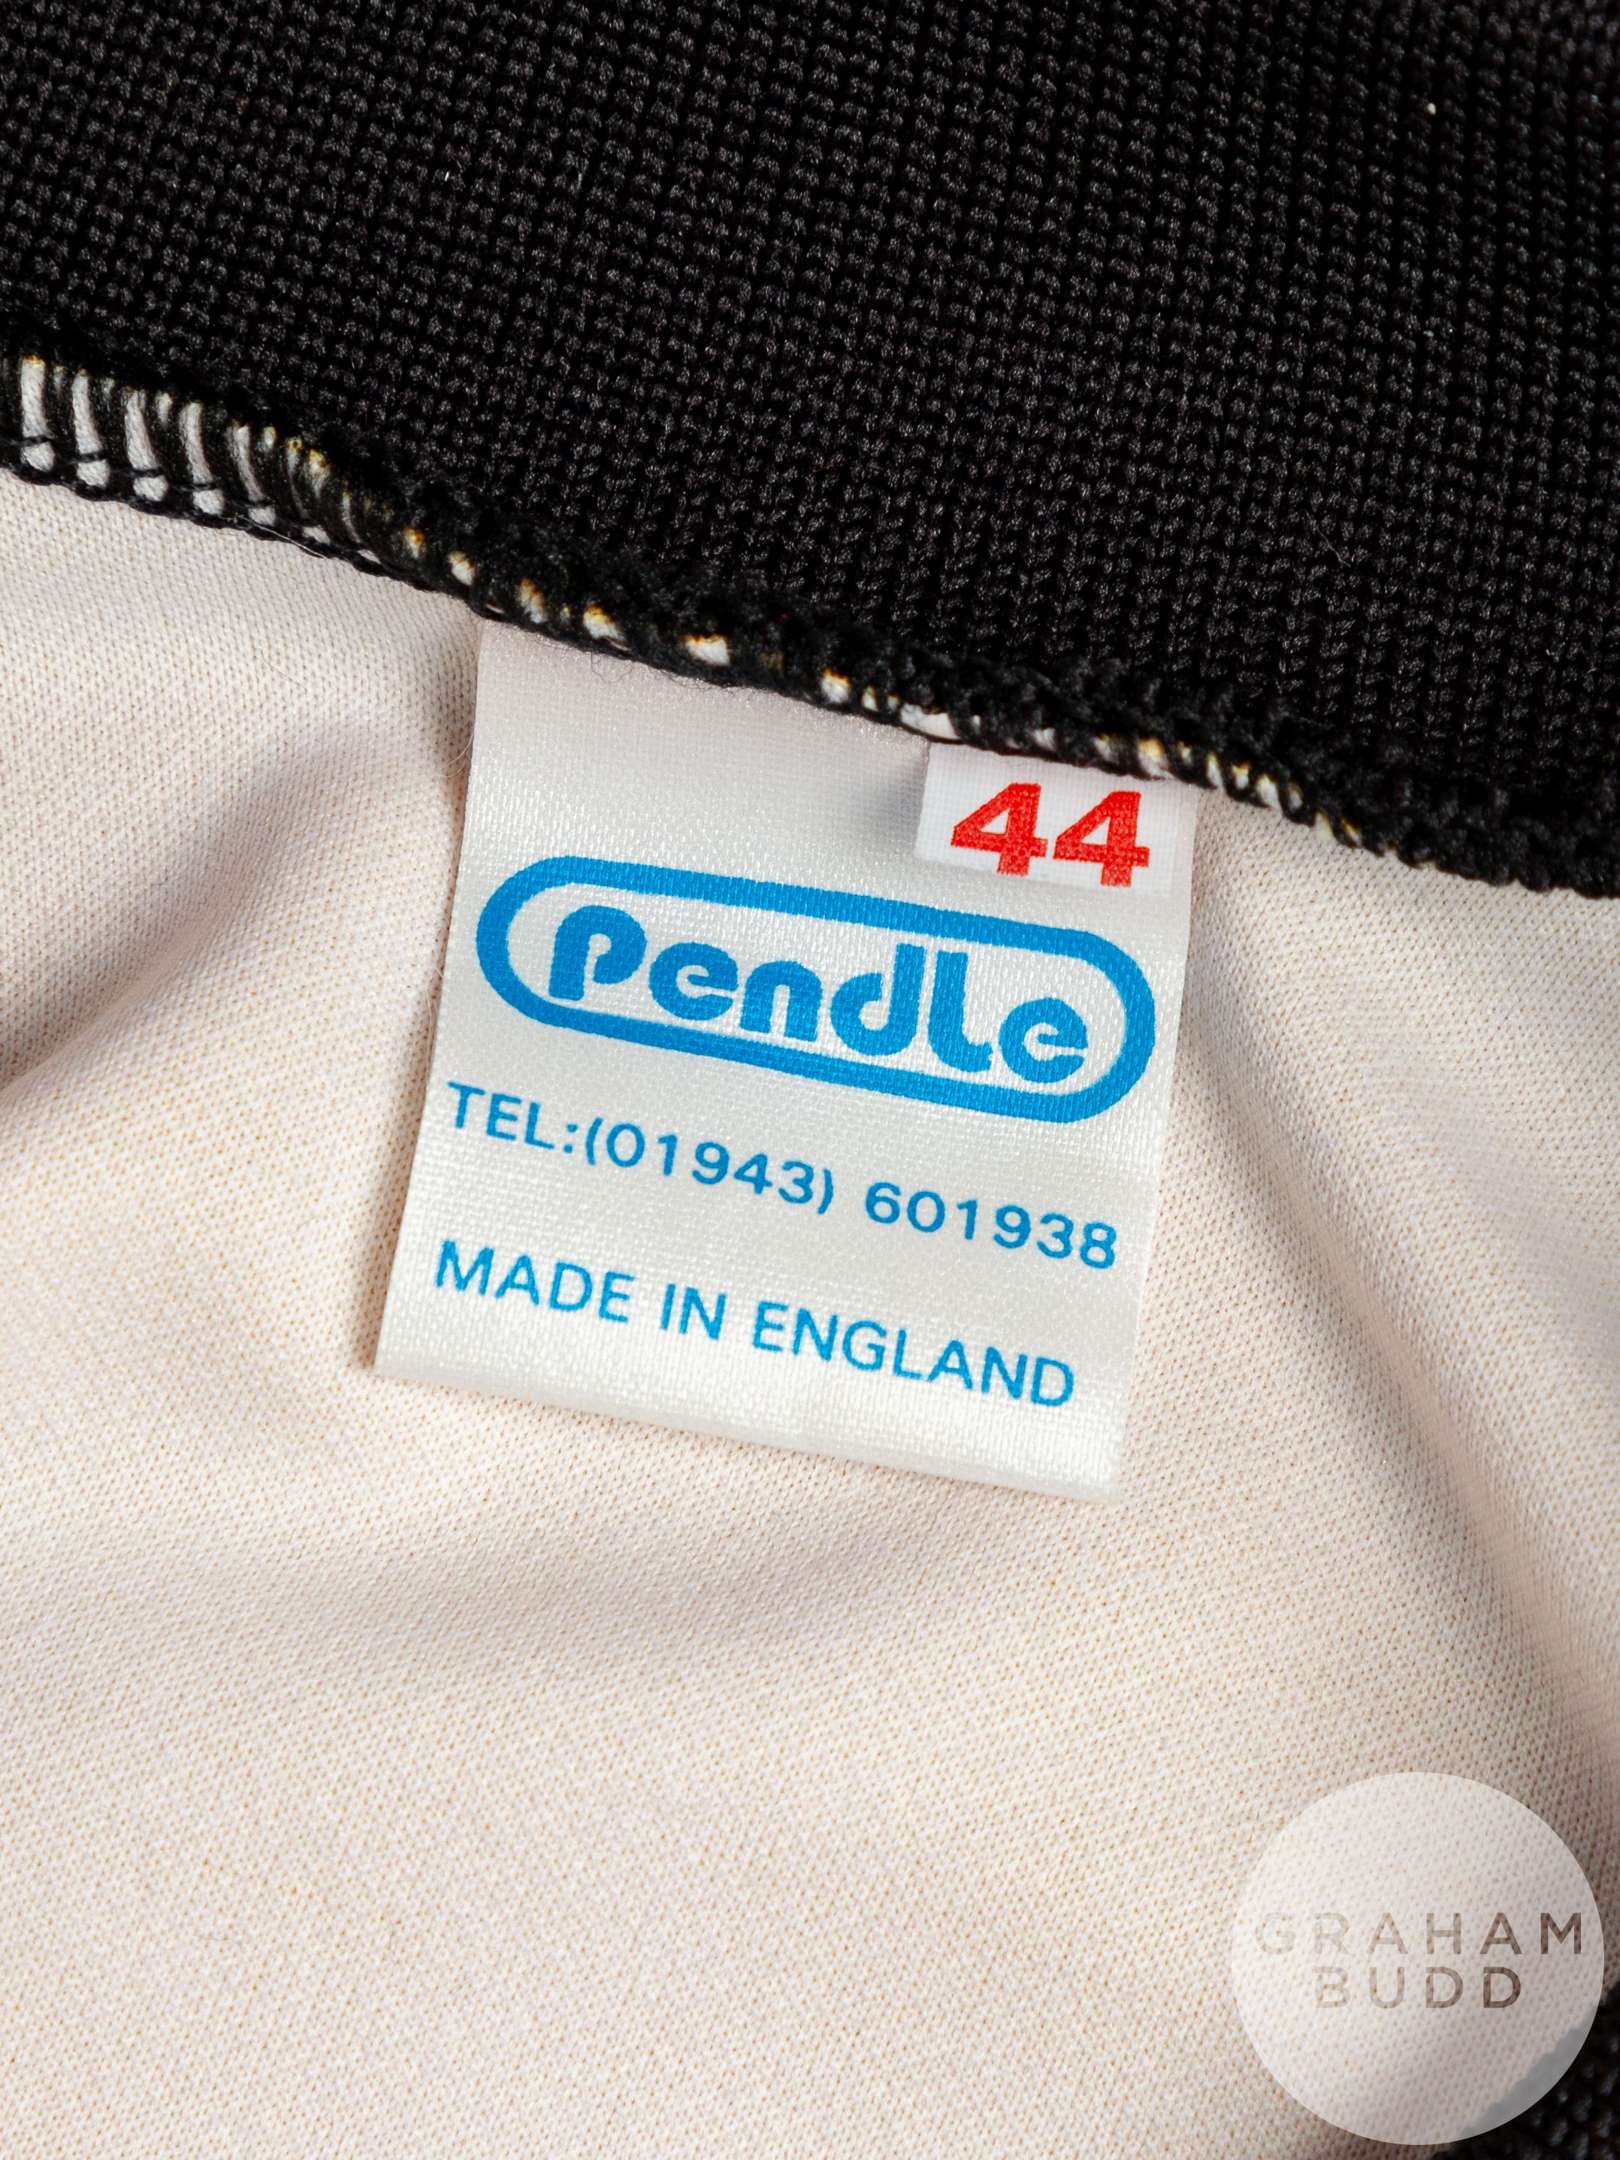 44
Pendle
TEL:(01943) 601938
MADE IN ENGLAND
GRAHAM
BUDD